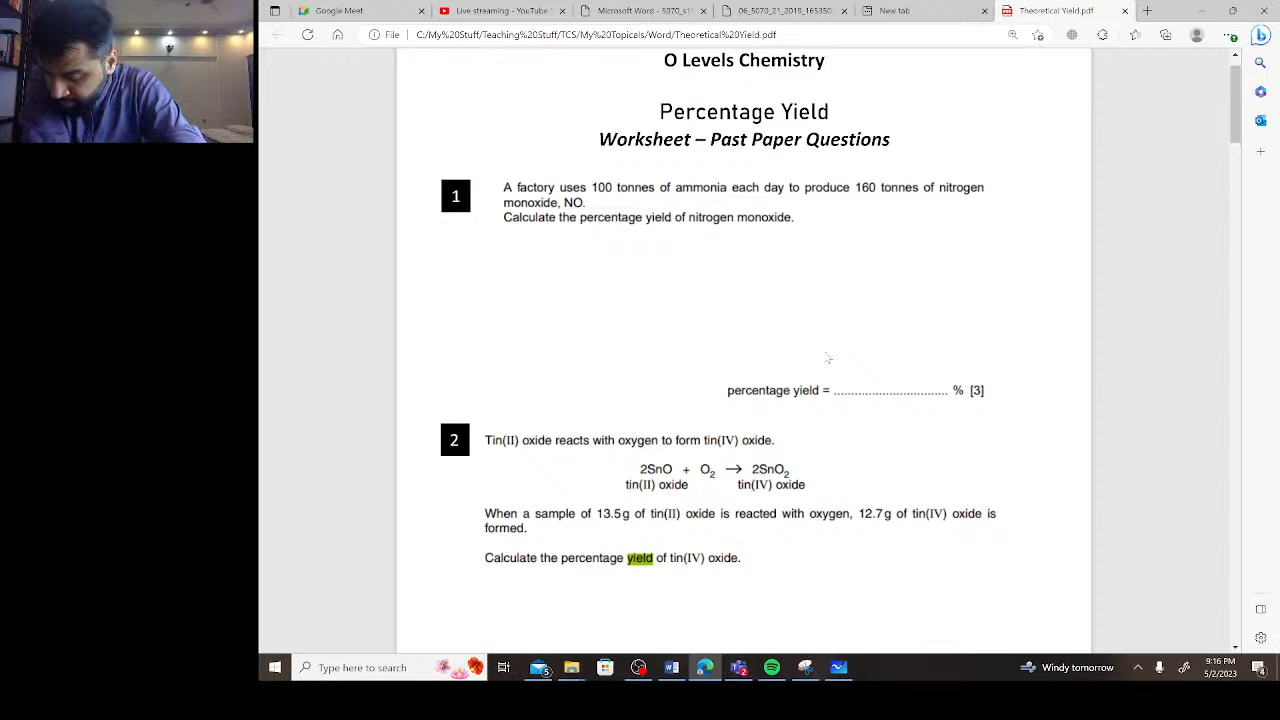 Google Meet
Live streaming - YouTube
Microsoft Word - 5070_s1
06_5070_21_2019_165350
New tab
Theoretical Yield.pdf
File
C:/My%20Stuff/Teaching%20Stuff/TCS/My%20Topicals/Word/Theoretical%20Yield.pdf
O Levels Chemistry
Percentage Yield
Worksheet – Past Paper Questions
1
A factory uses 100 tonnes of ammonia each day to produce 160 tonnes of nitrogen
monoxide, NO.
Calculate the percentage yield of nitrogen monoxide.
percentage yield = ................................ % [3]
2
Tin(II) oxide reacts with oxygen to form tin(IV) oxide.
2SnO + O2 → 2SnO2
tin(II) oxide tin(IV) oxide
When a sample of 13.5 g of tin(II) oxide is reacted with oxygen, 12.7 g of tin(IV) oxide is
formed.
Calculate the percentage yield of tin(IV) oxide.
Type here to search
Windy tomorrow
9:16 PM
5/2/2023